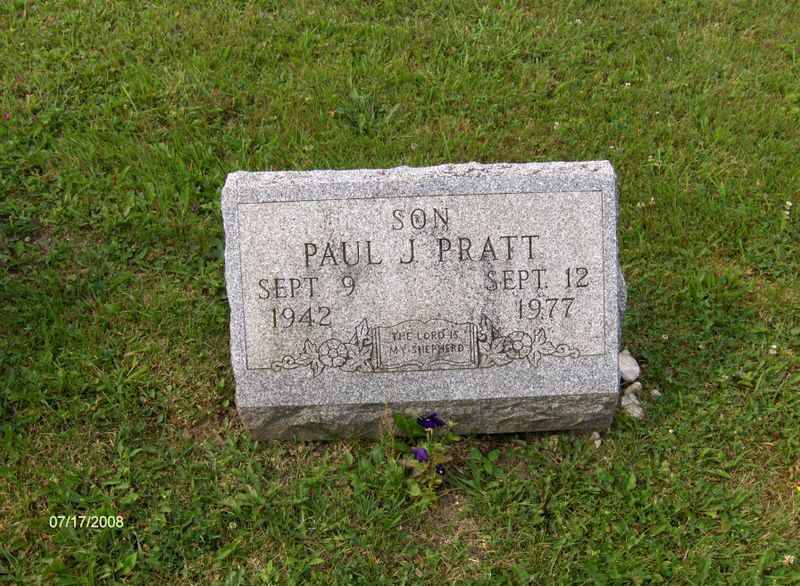 SON
PAUL J PRATT
SEPT 9 SEPT. 12
1942 1977
THE LORD IS
MY SHEPHERD
07/17/2008